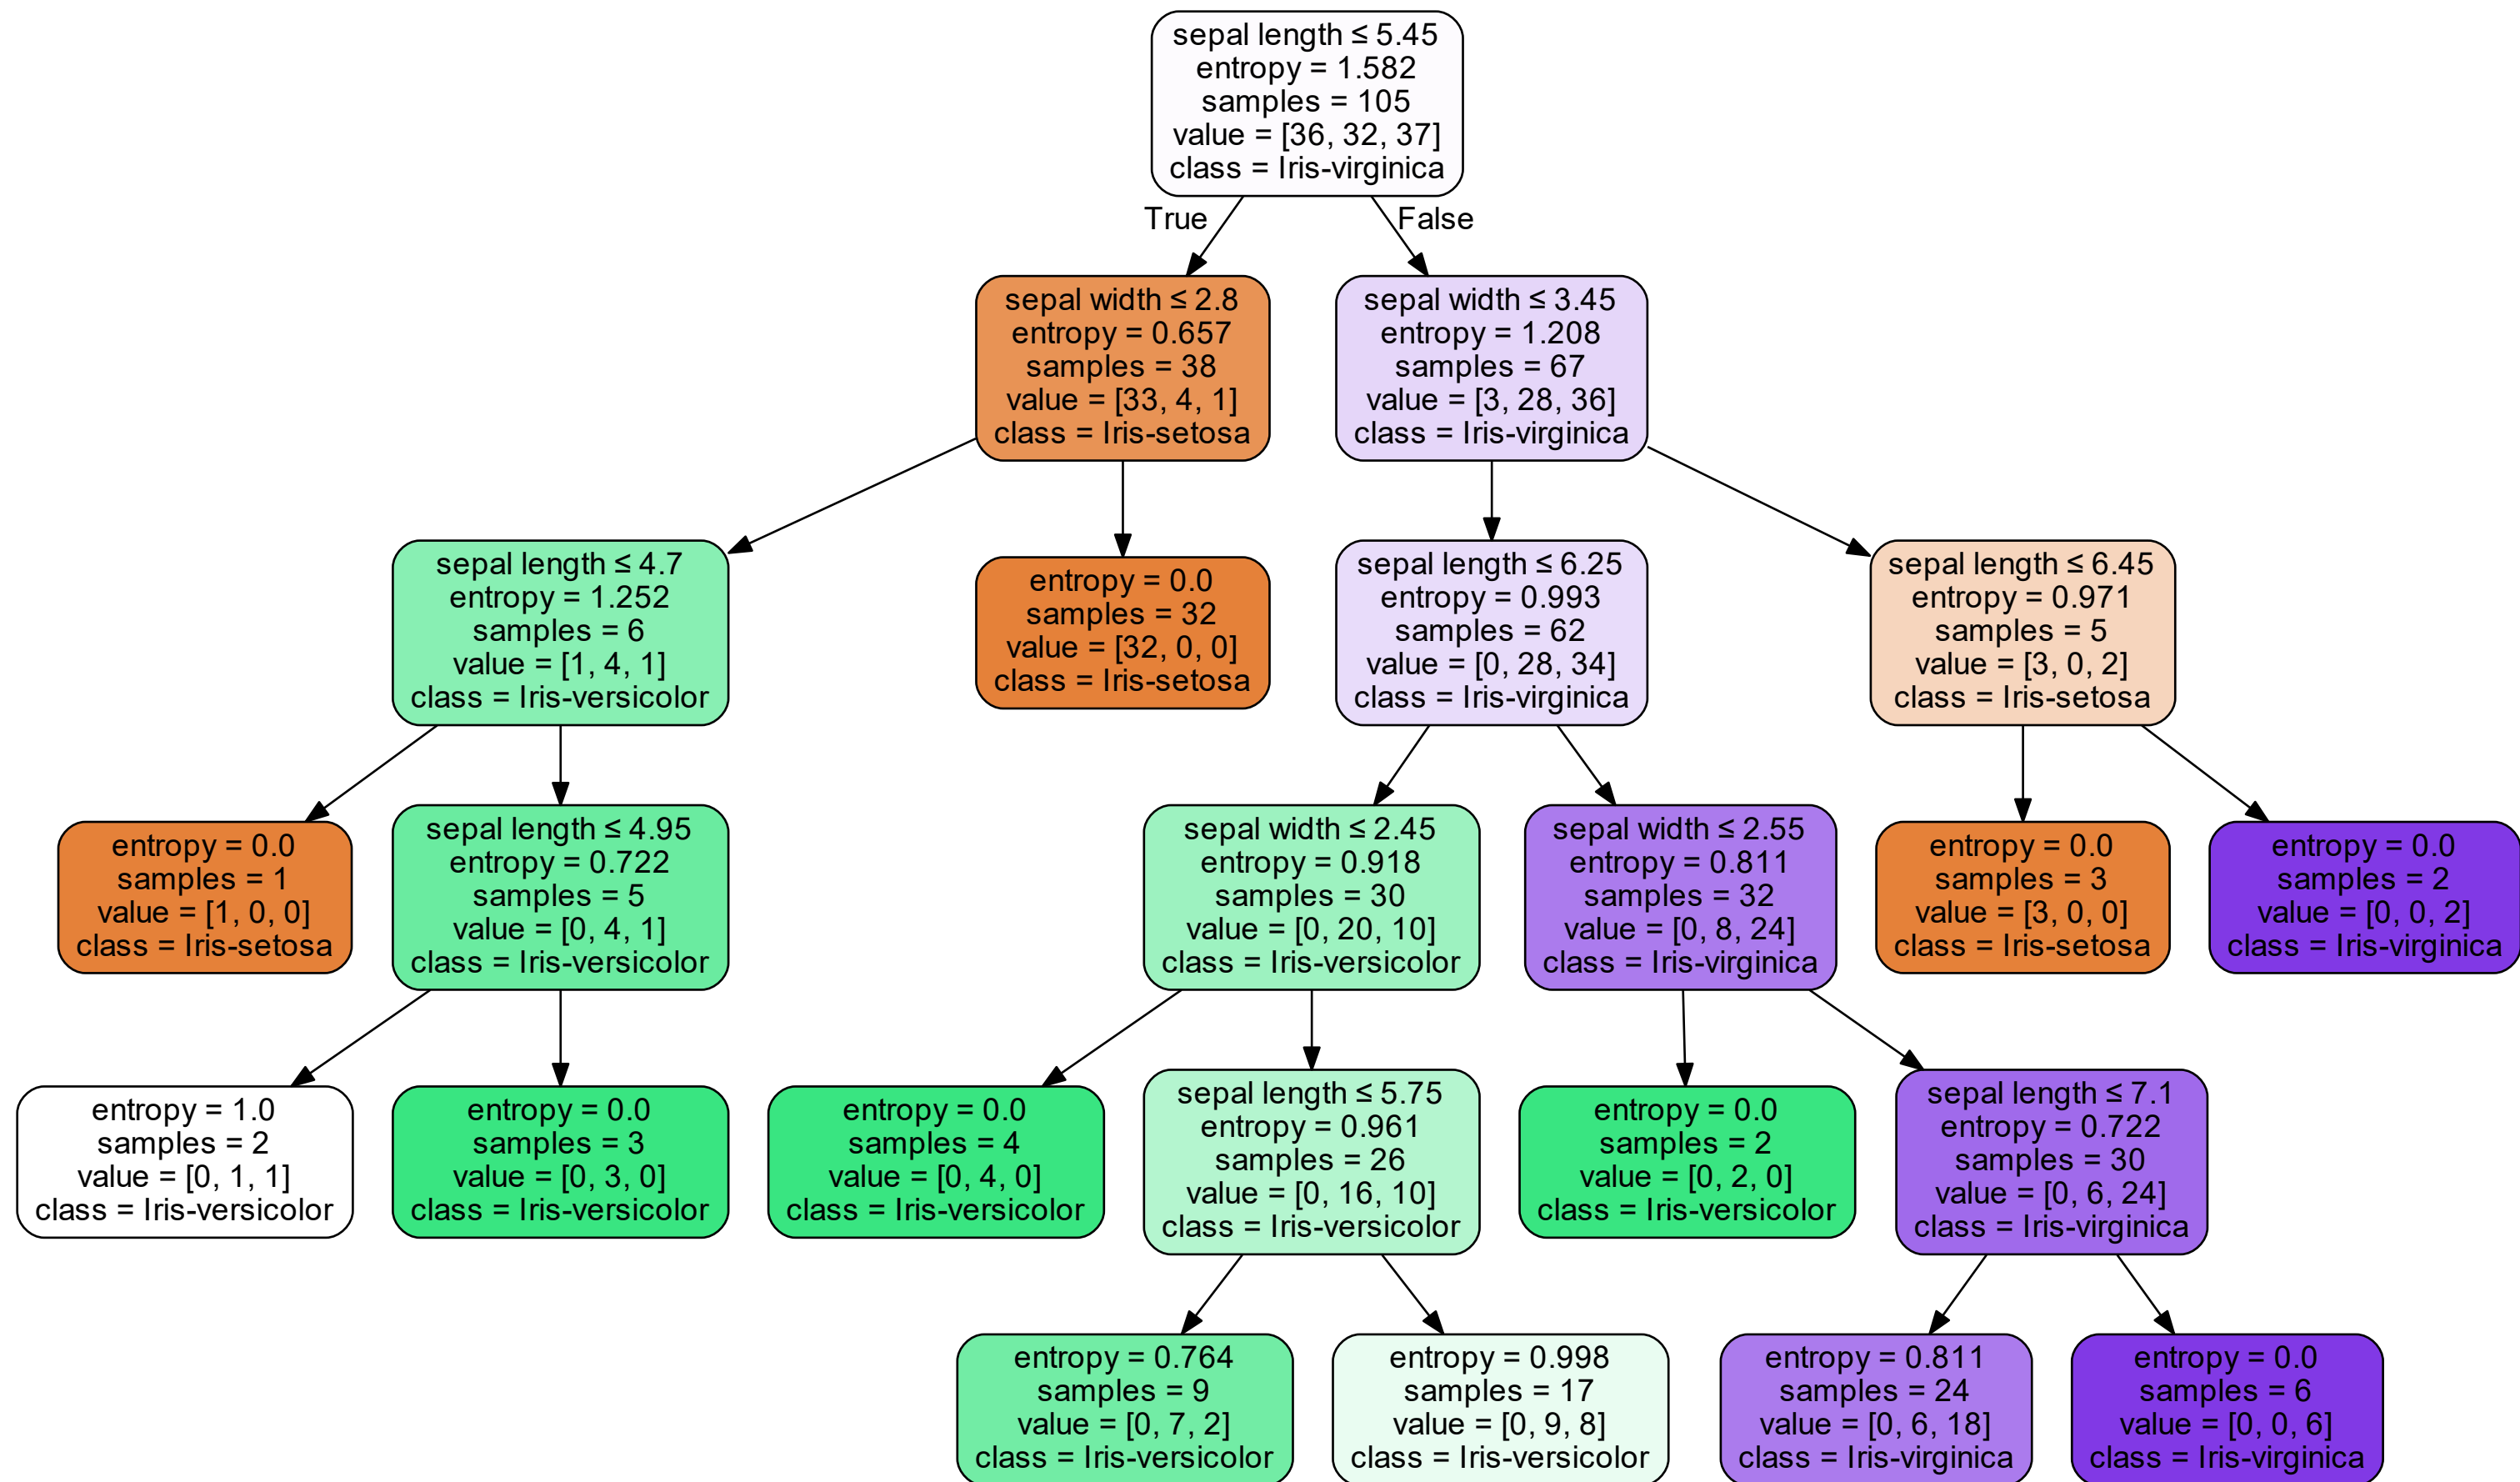 sepal length ≤ 5.45
entropy = 1.582
samples = 105
value = [36, 32, 37]
class = Iris-virginica
True
False
sepal width ≤ 2.8
entropy = 0.657
samples = 38
value = [33, 4, 1]
class = Iris-setosa
sepal width ≤ 3.45
entropy = 1.208
samples = 67
value = [3, 28, 36]
class = Iris-virginica
sepal length ≤ 4.7
entropy = 1.252
samples = 6
value = [1, 4, 1]
class = Iris-versicolor
entropy = 0.0
samples = 32
value = [32, 0, 0]
class = Iris-setosa
sepal length ≤ 6.25
entropy = 0.993
samples = 62
value = [0, 28, 34]
class = Iris-virginica
sepal length ≤ 6.45
entropy = 0.971
samples = 5
value = [3, 0, 2]
class = Iris-setosa
entropy = 0.0
samples = 1
value = [1, 0, 0]
class = Iris-setosa
sepal length ≤ 4.95
entropy = 0.722
samples = 5
value = [0, 4, 1]
class = Iris-versicolor
sepal width ≤ 2.45
entropy = 0.918
samples = 30
value = [0, 20, 10]
class = Iris-versicolor
sepal width ≤ 2.55
entropy = 0.811
samples = 32
value = [0, 8, 24]
class = Iris-virginica
entropy = 0.0
samples = 3
value = [3, 0, 0]
class = Iris-setosa
entropy = 0.0
samples = 2
value = [0, 0, 2]
class = Iris-virginica
entropy = 1.0
samples = 2
value = [0, 1, 1]
class = Iris-versicolor
entropy = 0.0
samples = 3
value = [0, 3, 0]
class = Iris-versicolor
entropy = 0.0
samples = 4
value = [0, 4, 0]
class = Iris-versicolor
sepal length ≤ 5.75
entropy = 0.961
samples = 26
value = [0, 16, 10]
class = Iris-versicolor
entropy = 0.0
samples = 2
value = [0, 2, 0]
class = Iris-versicolor
sepal length ≤ 7.1
entropy = 0.722
samples = 30
value = [0, 6, 24]
class = Iris-virginica
entropy = 0.764
samples = 9
value = [0, 7, 2]
class = Iris-versicolor
entropy = 0.998
samples = 17
value = [0, 9, 8]
class = Iris-versicolor
entropy = 0.811
samples = 24
value = [0, 6, 18]
class = Iris-virginica
entropy = 0.0
samples = 6
value = [0, 0, 6]
class = Iris-virginica